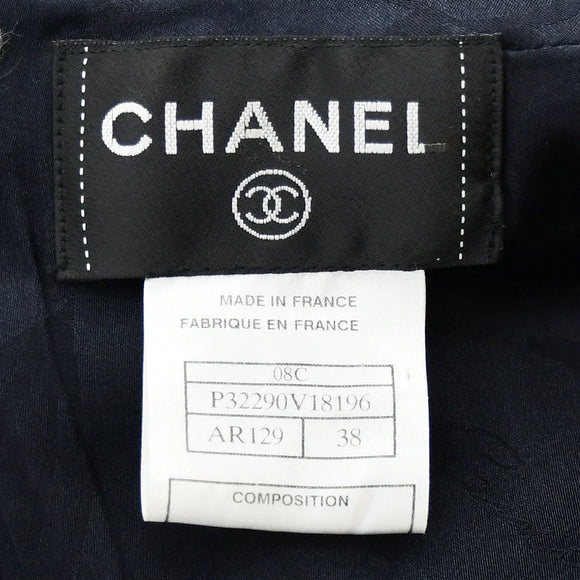 CHANEL
MADE IN FRANCE
FABRIQUE EN FRANCE
08C
P32290V18196
AR129 38
COMPOSITION